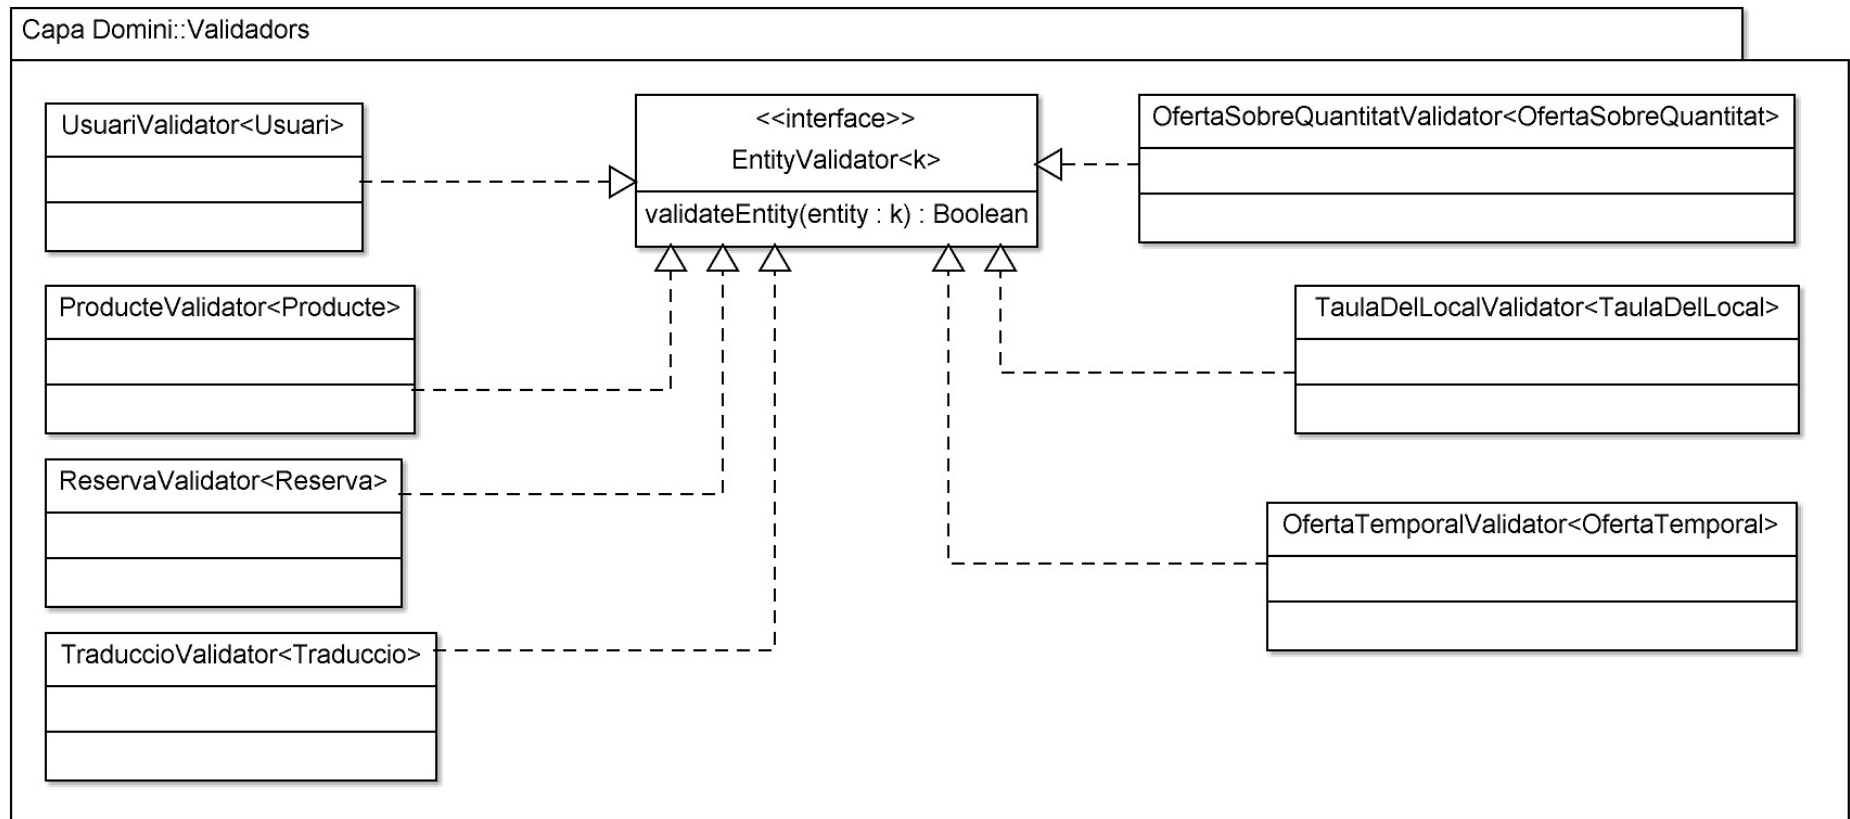 Capa Domini::Validadors
UsuariValidator<Usuari>
<<interface>>
EntityValidator<k>
validateEntity(entity : k) : Boolean
OfertaSobreQuantitatValidator<OfertaSobreQuantitat>
ProducteValidator<Producte>
TaulaDelLocalValidator<TaulaDelLocal>
ReservaValidator<Reserva>
OfertaTemporalValidator<OfertaTemporal>
TraduccioValidator<Traduccio>